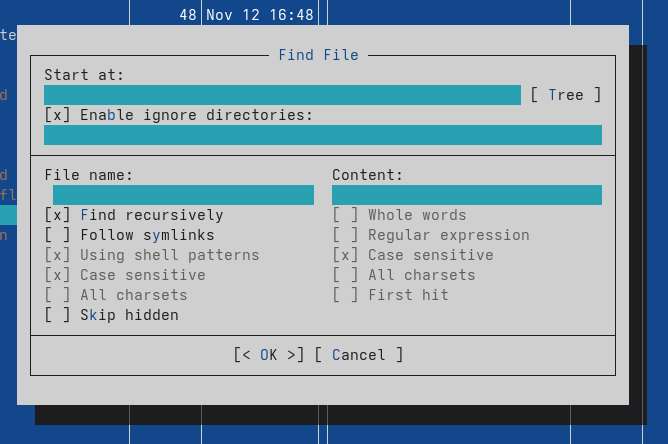 48 Nov 12 16:48
te
Find File
Start at:
[ Tree ]
d
[x] Enable ignore directories:
d
File name:
Content:
fl
[x] Find recursively
[ ] Whole words
n
[ ] Follow symlinks
[ ] Regular expression
[x] Using shell patterns
[x] Case sensitive
[x] Case sensitive
[ ] All charsets
[ ] All charsets
[ ] First hit
[ ] Skip hidden
[< OK >] [ Cancel ]